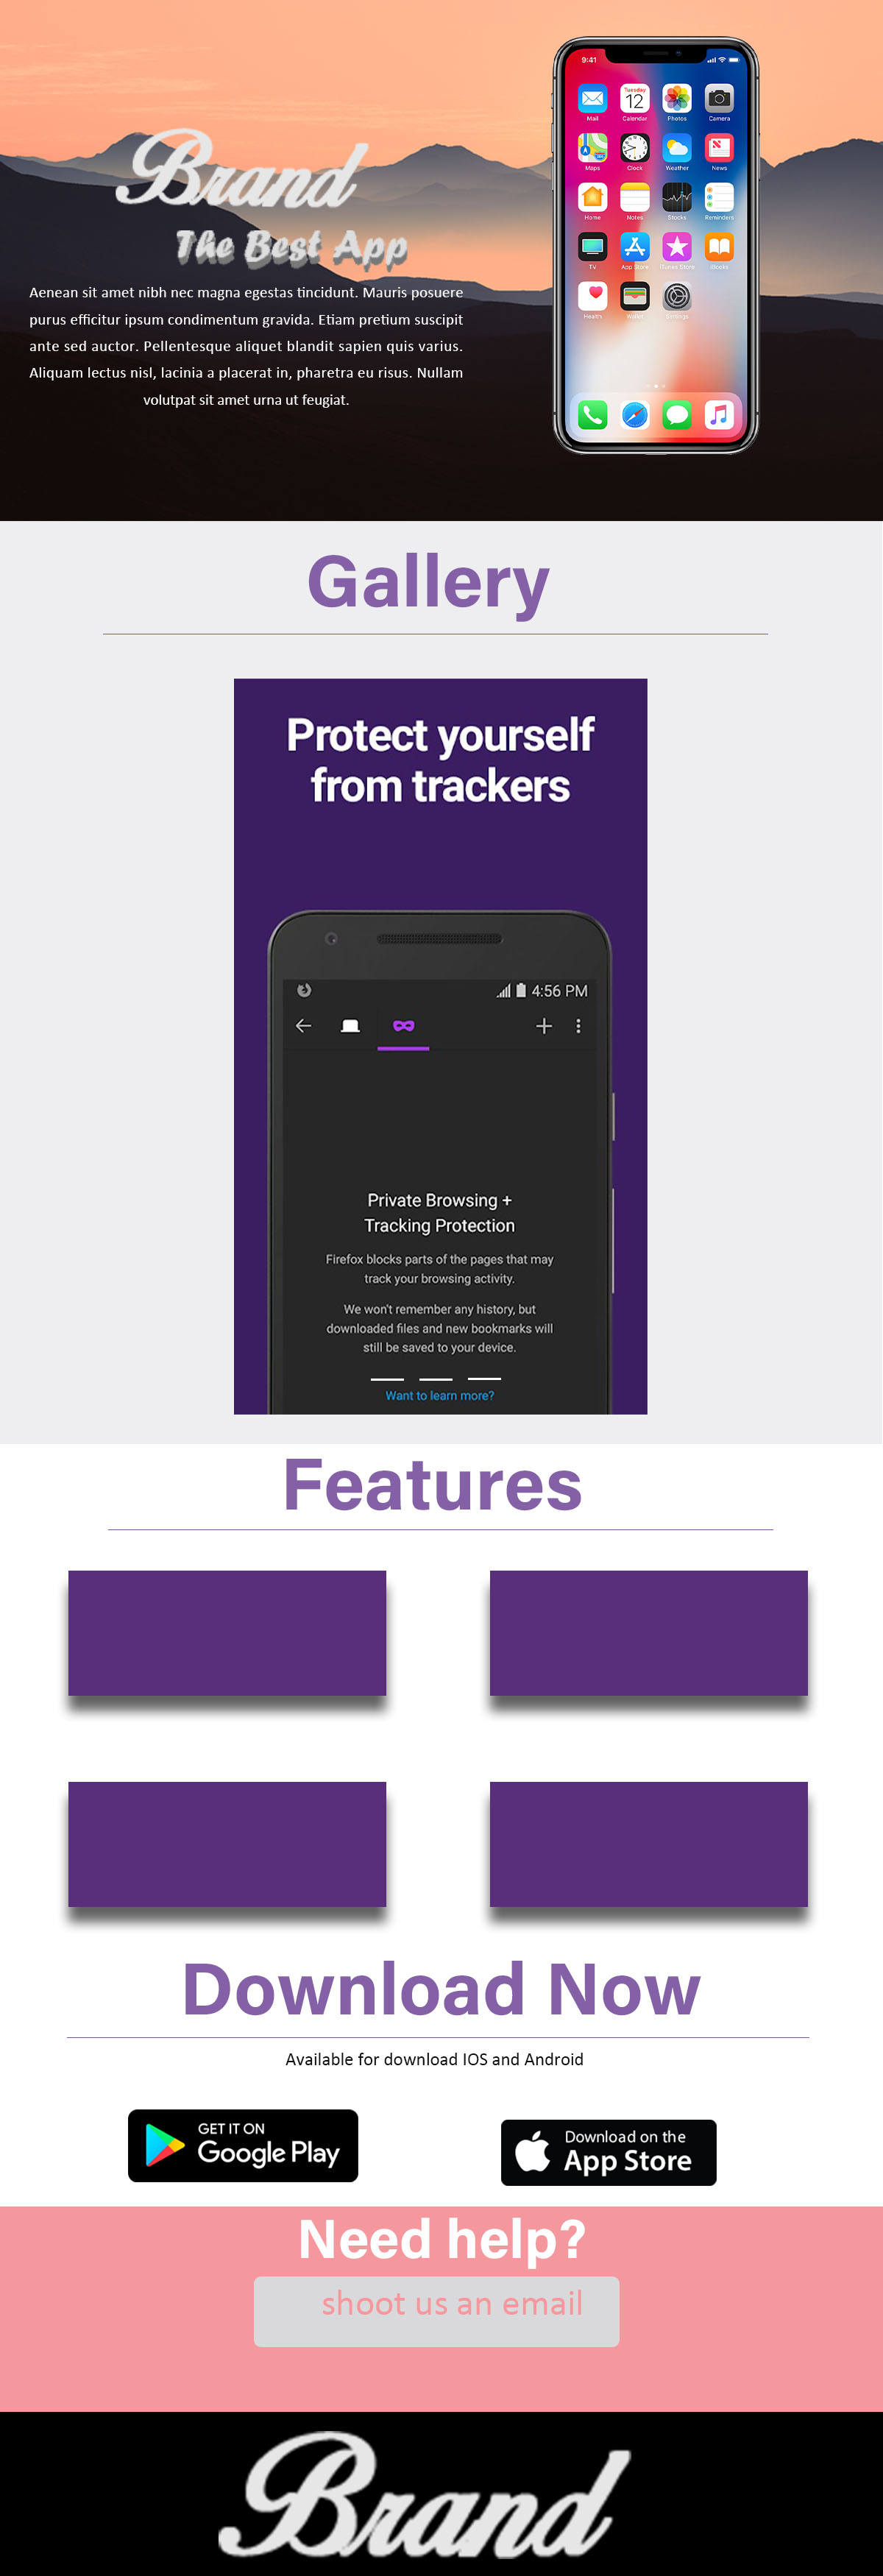 Brand
The Best App
Aenean sit amet nibh nec magna egestas tincidunt. Mauris posuere
purus efficitur ipsum condimentum gravida. Etiam pretium suscipit
ante sed auctor. Pellentesque aliquet blandit sapien quis varius.
Aliquam lectus nisl, lacinia a placerat in, pharetra eu risus. Nullam
volutpat sit amet urna ut feugiat.
9:41
Tuesday
12
Mail Calendar Photos Camera
Maps Clock Weather News
Home Notes Stocks Reminders
TV App Store iTunes Store iBooks
Health Wallet Settings
Gallery
Protect yourself
from trackers
4:56 PM
Private Browsing +
Tracking Protection
Firefox blocks parts of the pages that may
track your browsing activity.
We won't remember any history, but
downloaded files and new bookmarks will
still be saved to your device.
Want to learn more?
Features
Download Now
Available for download IOS and Android
GET IT ON
Google Play
Download on the
App Store
Need help?
shoot us an email
Brand